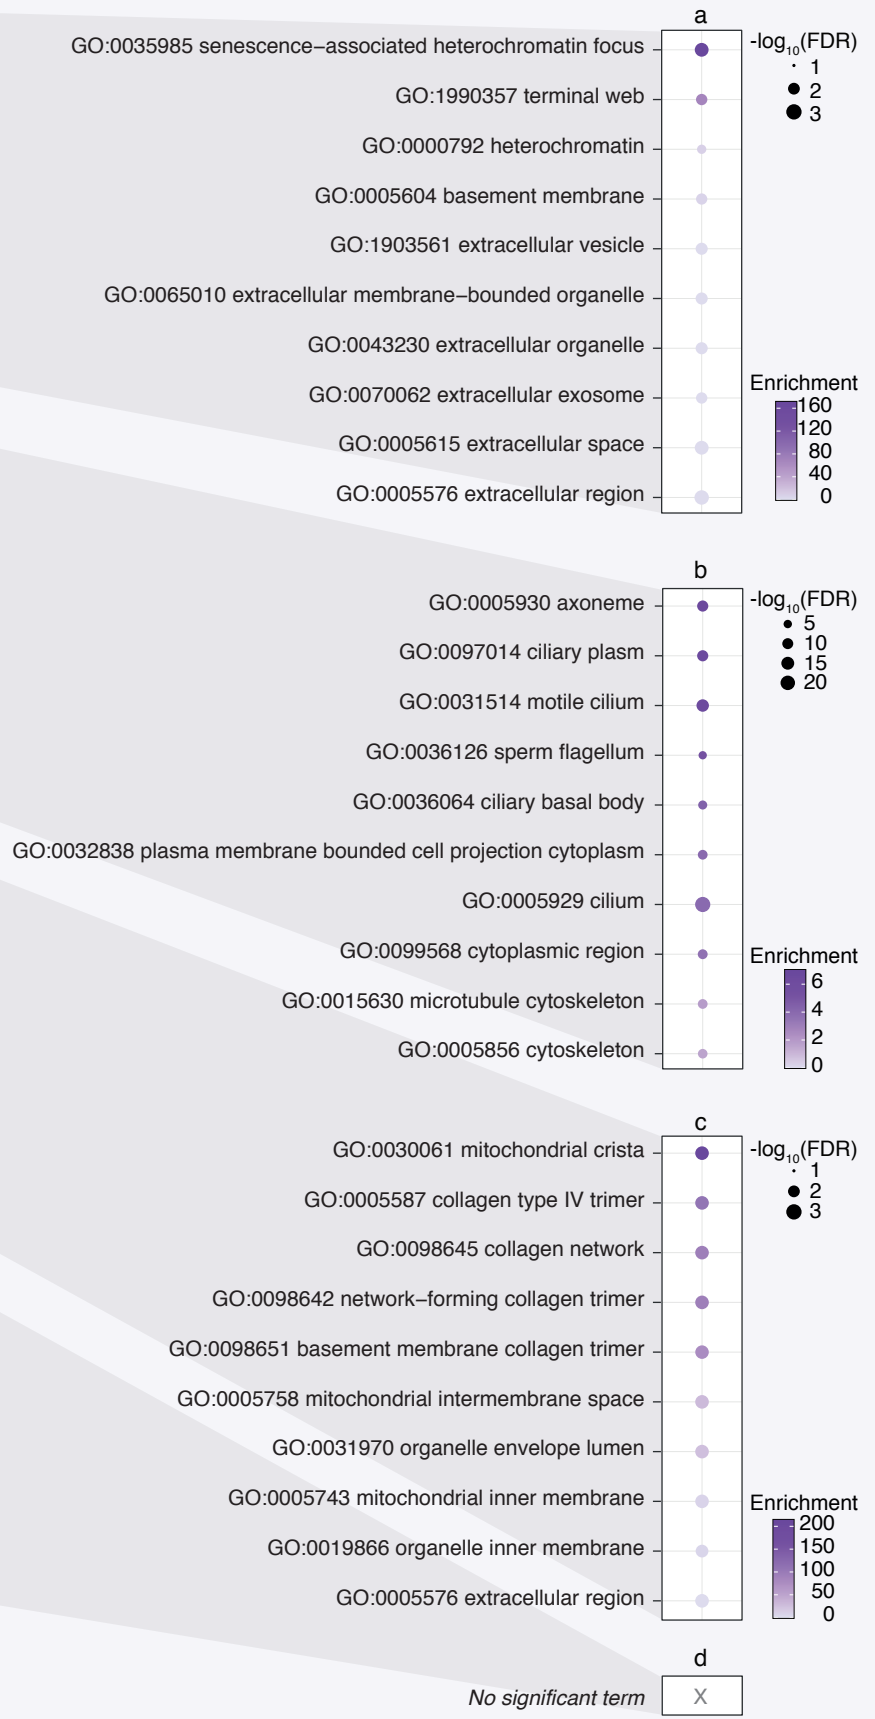 a
GO:0035985 senescence−associated heterochromatin focus
-log10(FDR)
1
GO:1990357 terminal web
2
3
GO:0000792 heterochromatin
GO:0005604 basement membrane
GO:1903561 extracellular vesicle
GO:0065010 extracellular membrane−bounded organelle
GO:0043230 extracellular organelle
GO:0070062 extracellular exosome
Enrichment
160
120
GO:0005615 extracellular space
80
40
GO:0005576 extracellular region
0
b
GO:0005930 axoneme
-log10(FDR)
5
10
GO:0097014 ciliary plasm
15
20
GO:0031514 motile cilium
GO:0036126 sperm flagellum
GO:0036064 ciliary basal body
GO:0032838 plasma membrane bounded cell projection cytoplasm
GO:0005929 cilium
GO:0099568 cytoplasmic region
Enrichment
6
GO:0015630 microtubule cytoskeleton
4
2
GO:0005856 cytoskeleton
0
c
GO:0030061 mitochondrial crista
-log10(FDR)
1
2
GO:0005587 collagen type IV trimer
3
GO:0098645 collagen network
GO:0098642 network−forming collagen trimer
GO:0098651 basement membrane collagen trimer
GO:0005758 mitochondrial intermembrane space
GO:0031970 organelle envelope lumen
GO:0005743 mitochondrial inner membrane
Enrichment
200
GO:0019866 organelle inner membrane
150
100
50
GO:0005576 extracellular region
0
d
No significant term
X